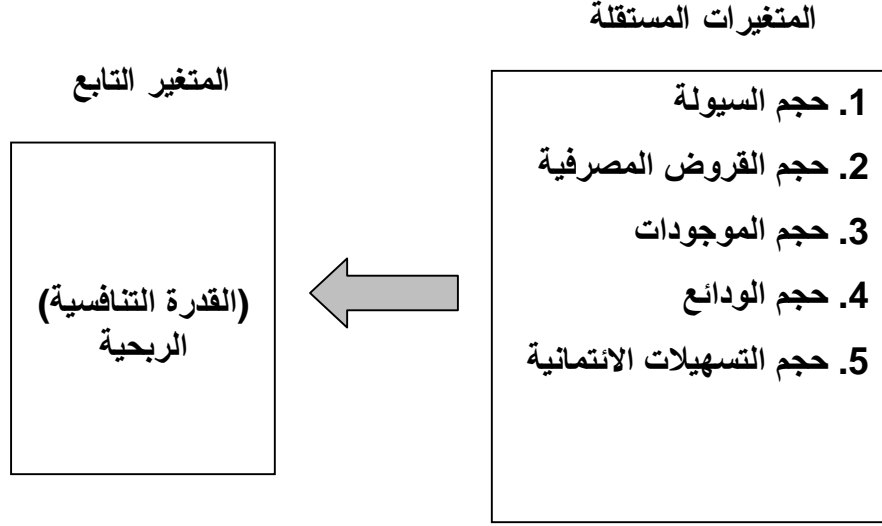 المتغيرات المستقلة
1. حجم السيولة
2. حجم القروض المصرفية
3. حجم الموجودات
4. حجم الودائع
5. حجم التسهيلات الائتمانية
المتغير التابع
(القدرة التنافسية)
الربحية